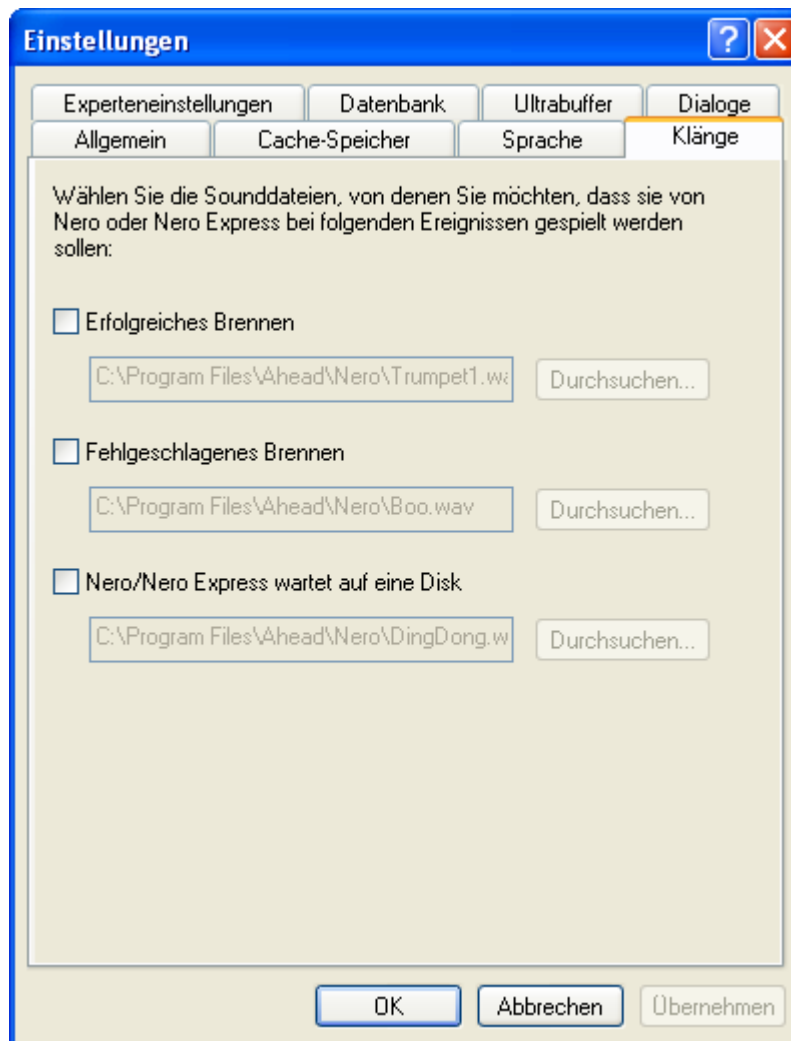 Einstellungen
Experteneinstellungen Datenbank Ultrabuffer Dialoge
Allgemein Cache-Speicher Sprache Klänge
Wählen Sie die Sounddateien, von denen Sie möchten, dass sie von
Nero oder Nero Express bei folgenden Ereignissen gespielt werden
sollen:
Erfolgreiches Brennen
C:\Program Files\Ahead\Nero\Trumpet1.wa Durchsuchen...
Fehlgeschlagenes Brennen
C:\Program Files\Ahead\Nero\Boo.wav Durchsuchen...
Nero/Nero Express wartet auf eine Disk
C:\Program Files\Ahead\Nero\DingDong.w Durchsuchen...
OK Abbrechen Übernehmen